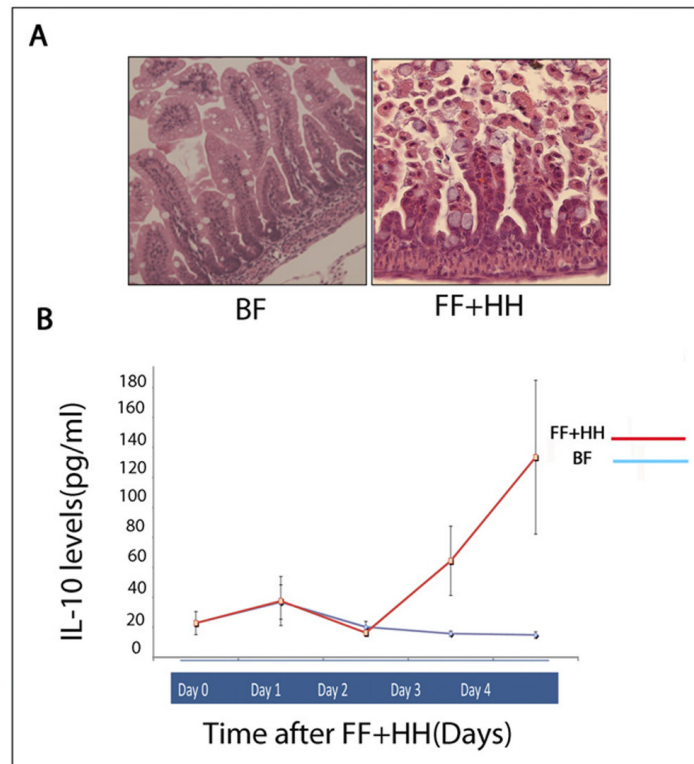 A
BF
FF+HH
B
IL-10 levels(pg/ml)
180
160
140
120
100
80
60
40
20
0
FF+HH
BF
Day 0 Day 1 Day 2 Day 3 Day 4
Time after FF+HH(Days)